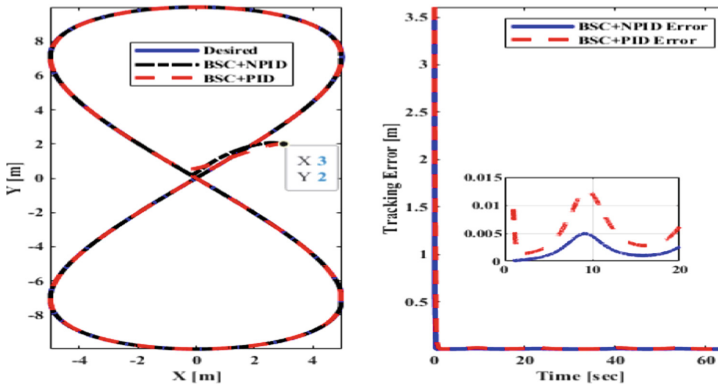 8
6
4
2
0
-2
-4
-6
-8
Y [m]
Desired
BSC+NPID
BSC+PID
X 3
Y 2
-4 -2 0 2 4
X [m]
3.5
3
2.5
2
1.5
1
0.5
Tracking Error [m]
BSC+NPID Error
BSC+PID Error
0.015
0.01
0.005
0
0 10 20
0 20 40 60
Time [sec]